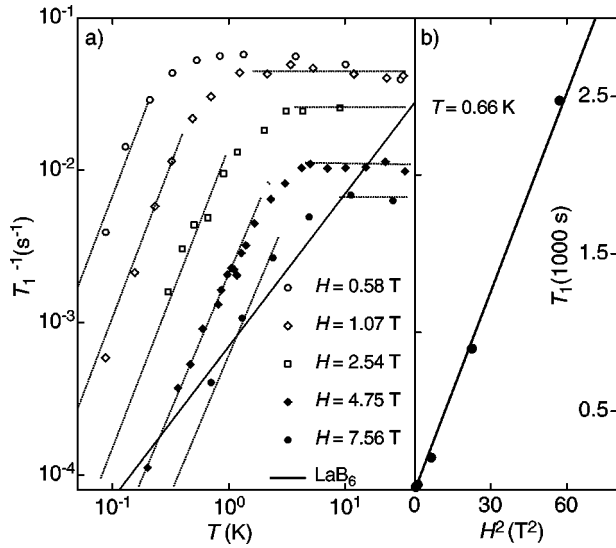 a)
b)
10⁻¹
10⁻²
10⁻³
10⁻⁴
T₁⁻¹(s⁻¹)
T = 0.66 K
H = 0.58 T
H = 1.07 T
H = 2.54 T
H = 4.75 T
H = 7.56 T
LaB₆
10⁻¹
10⁰
10¹
T (K)
2.5
1.5
0.5
T₁(1000 s)
0
30
60
H² (T²)